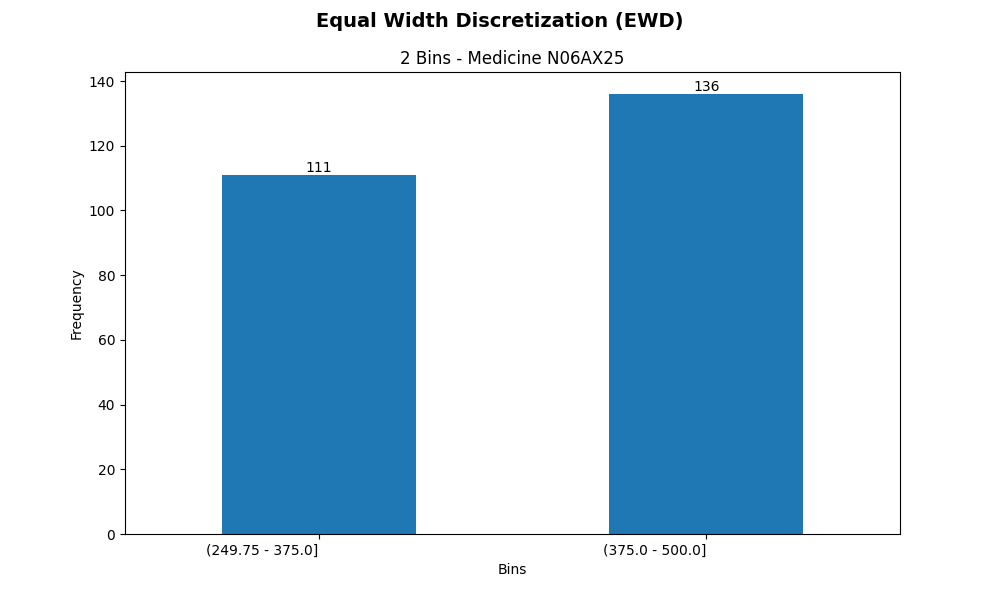 Equal Width Discretization (EWD)
2 Bins - Medicine N06AX25
140
120
100
80
60
40
20
0
Frequency
111
136
(249.75 - 375.0]
(375.0 - 500.0]
Bins